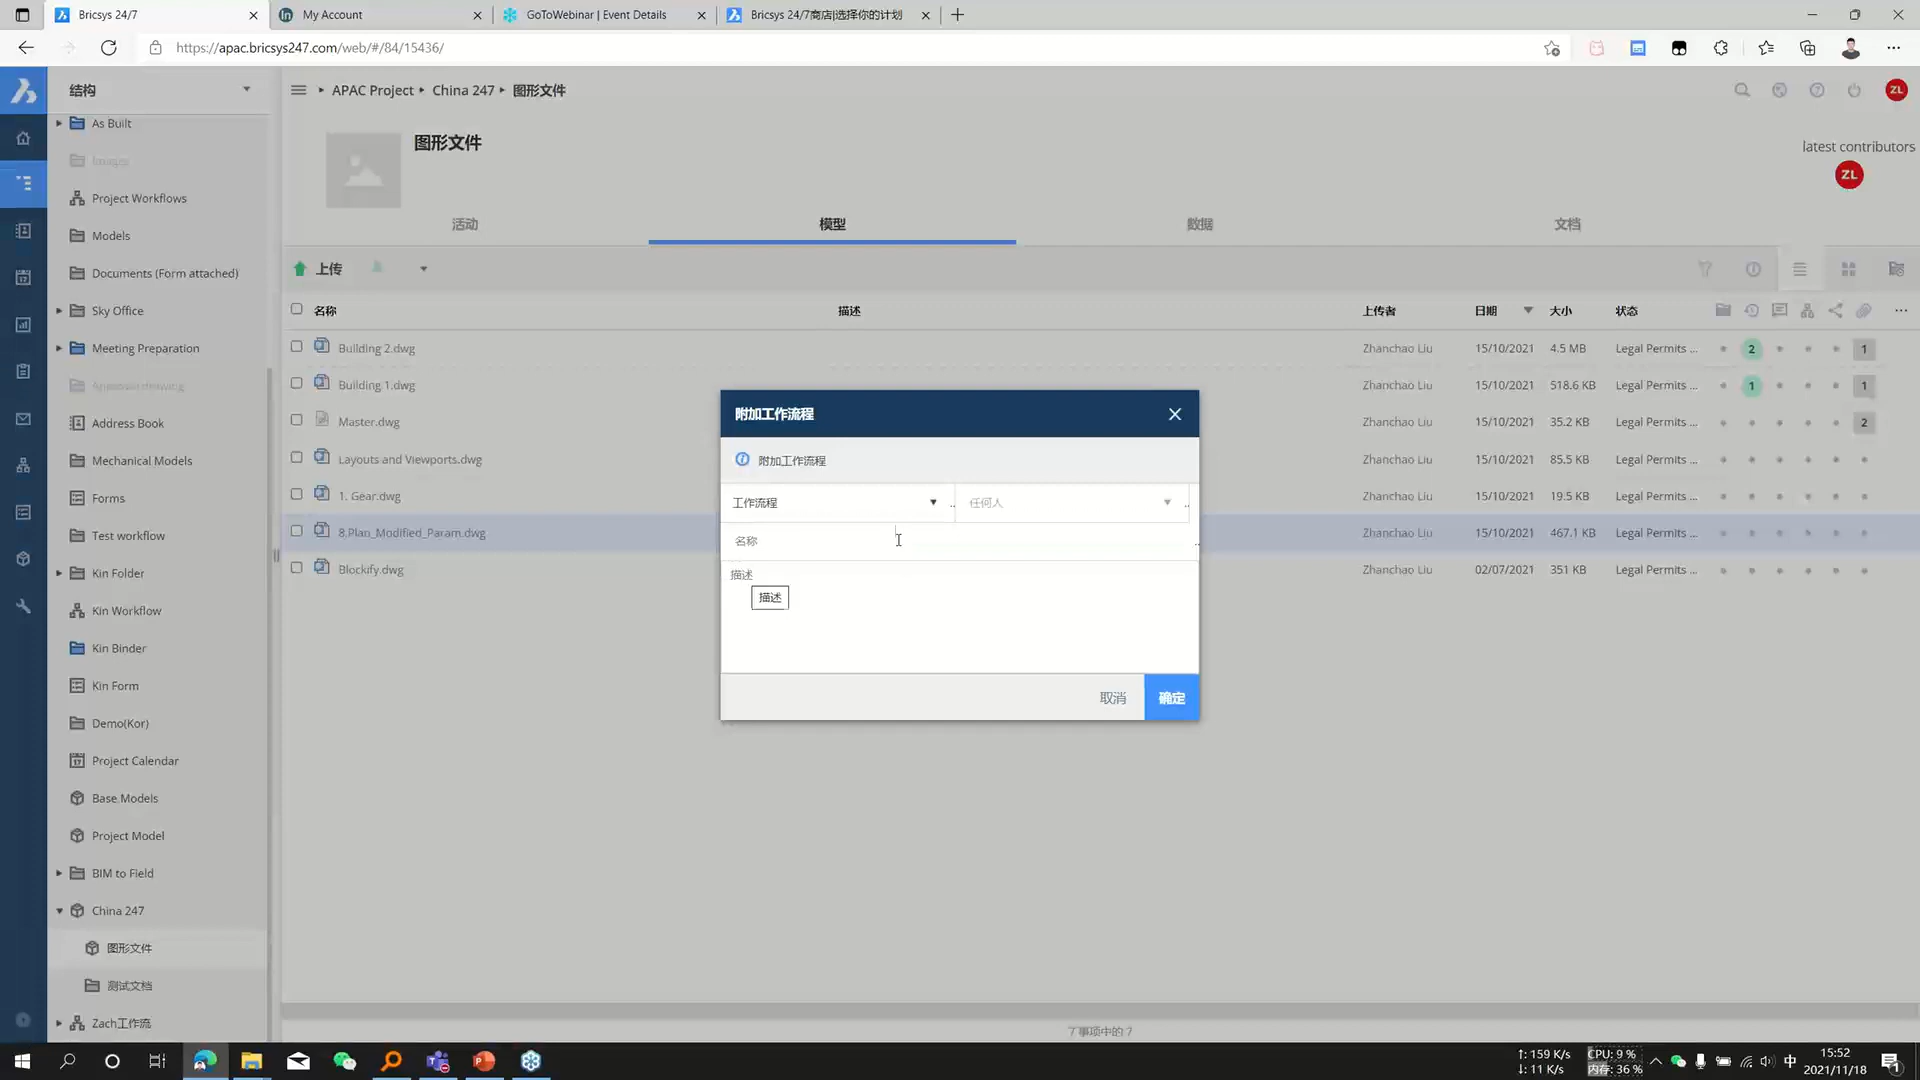 Bricsys 24/7
My Account
GoToWebinar | Event Details
Bricsys 24/7商店|选择你的计划
https://apac.bricsys247.com/web/#/84/15436/
结构
APAC Project China 247 图形文件
ZL
As Built
Images
Project Workflows
Models
Documents (Form attached)
Sky Office
Meeting Preparation
Address Book
Mechanical Models
Forms
Test workflow
Kin Folder
Kin Workflow
Kin Binder
Kin Form
Demo(Kor)
Project Calendar
Base Models
Project Model
BIM to Field
China 247
图形文件
测试文档
Zach工作流
图形文件
latest contributors
ZL
活动 模型 数据 文档
上传
名称 描述 上传者 日期 大小 状态
Building 2.dwg Zhanchao Liu 15/10/2021 4.5 MB Legal Permits ... 2 1
Building 1.dwg Zhanchao Liu 15/10/2021 518.6 KB Legal Permits ... 1 1
Master.dwg Zhanchao Liu 15/10/2021 35.2 KB Legal Permits ... 2
Layouts and Viewports.dwg Zhanchao Liu 15/10/2021 85.5 KB Legal Permits ...
1. Gear.dwg Zhanchao Liu 15/10/2021 19.5 KB Legal Permits ...
8.Plan_Modified_Param.dwg Zhanchao Liu 15/10/2021 467.1 KB Legal Permits ...
Blockify.dwg Zhanchao Liu 02/07/2021 351 KB Legal Permits ...
附加工作流程
附加工作流程
工作流程 .. 任何人 ..
名称 ..
描述
描述
取消 确定
7 事项中的 7
↑: 159 K/s
↓: 11 K/s
CPU: 9 %
内存: 36 %
中
15:52
2021/11/18
1